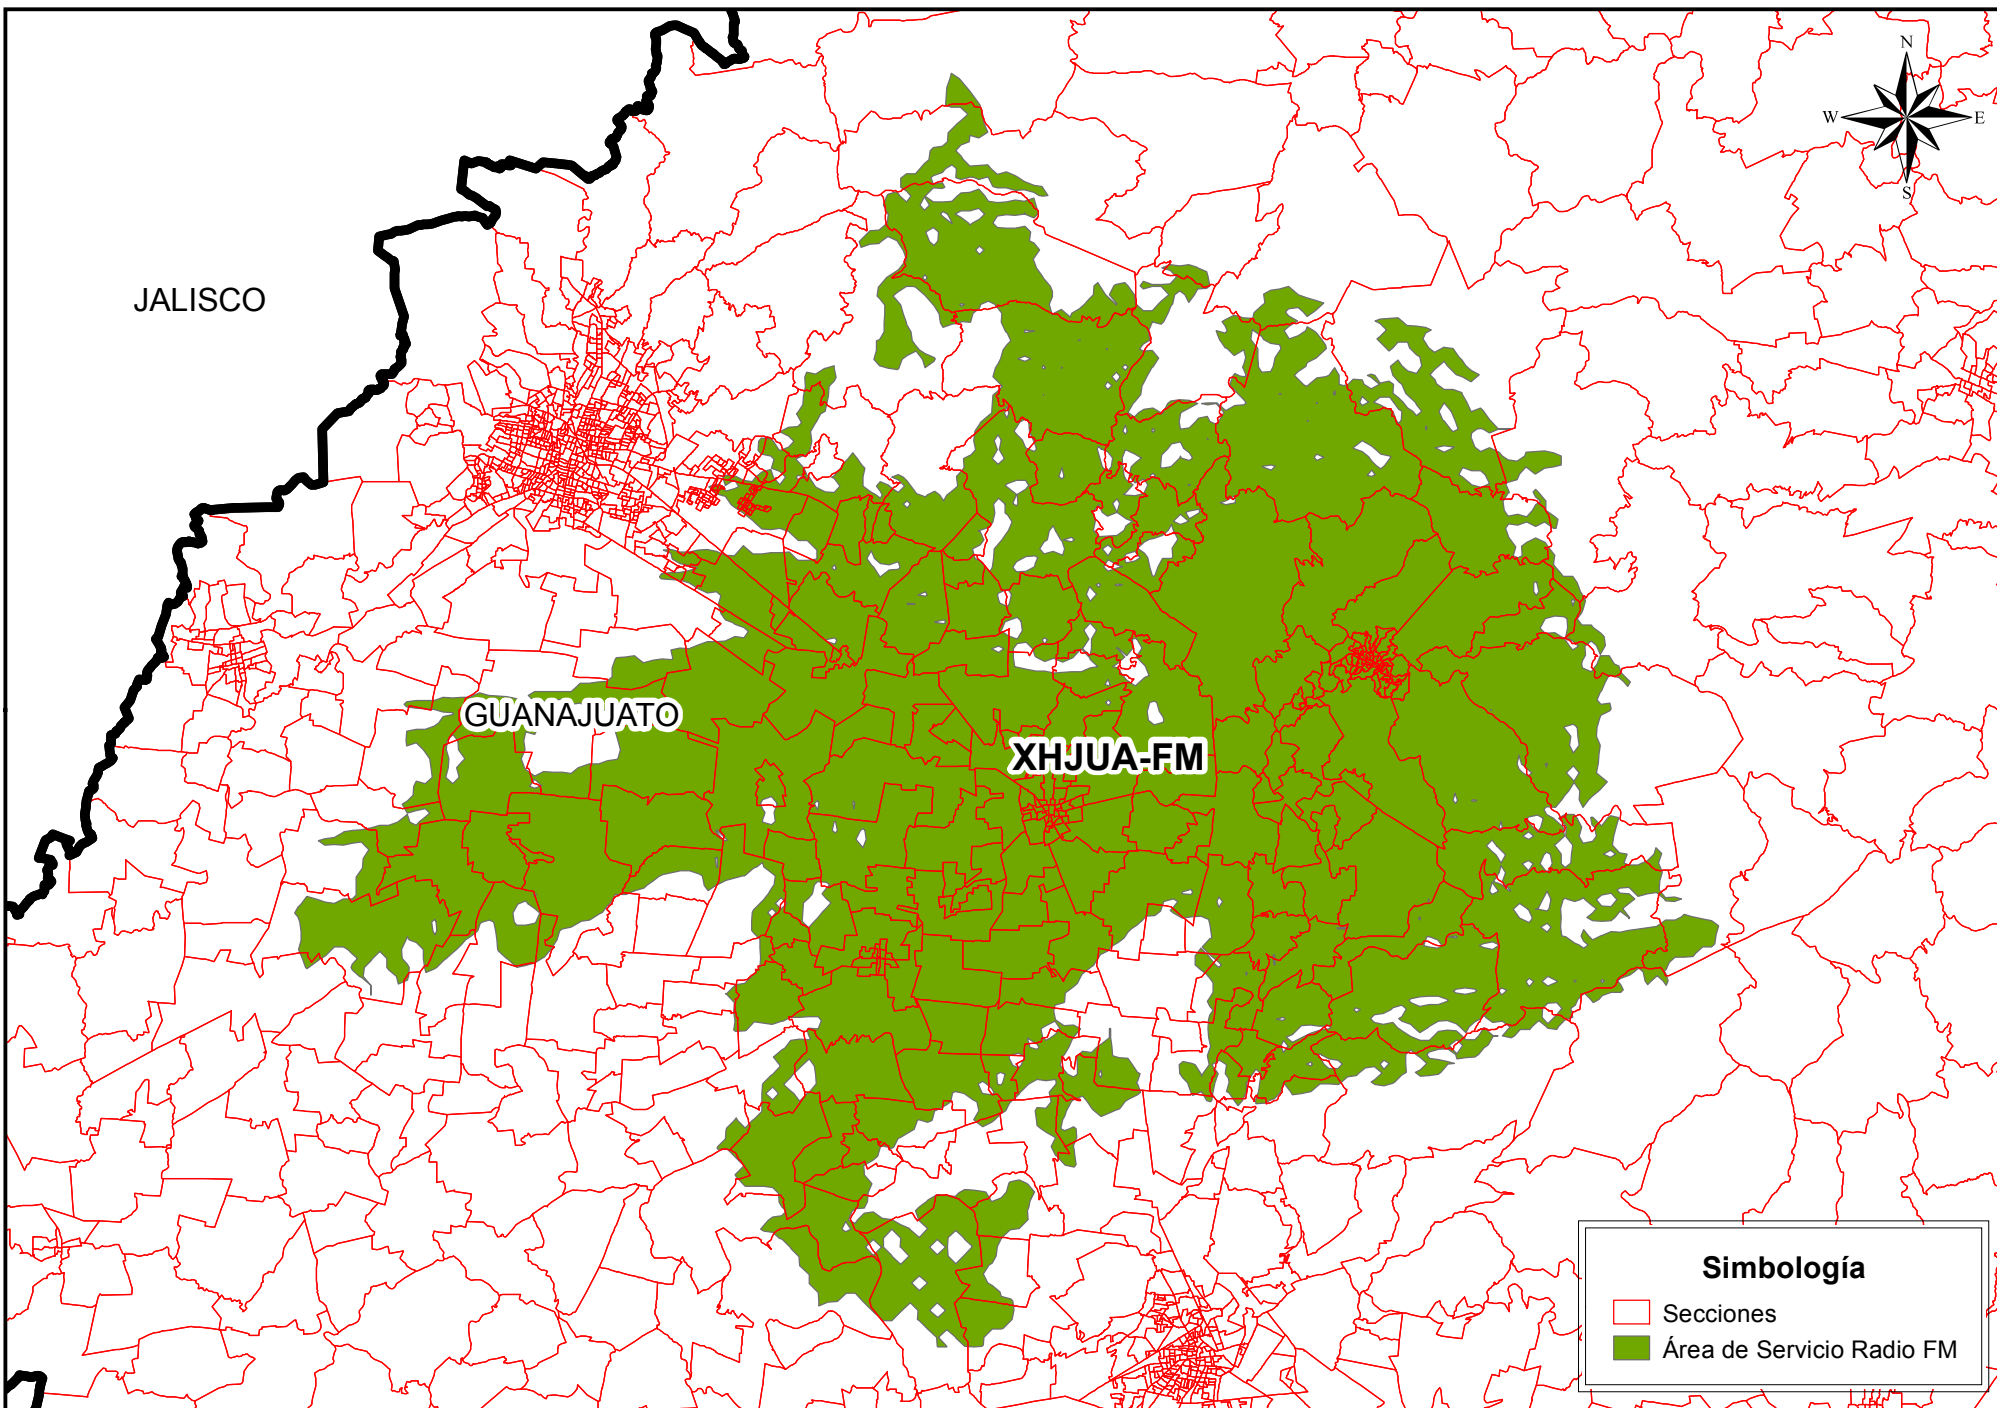 N
W E
S
JALISCO
GUANAJUATO
XHJUA-FM
Simbología
Secciones
Área de Servicio Radio FM